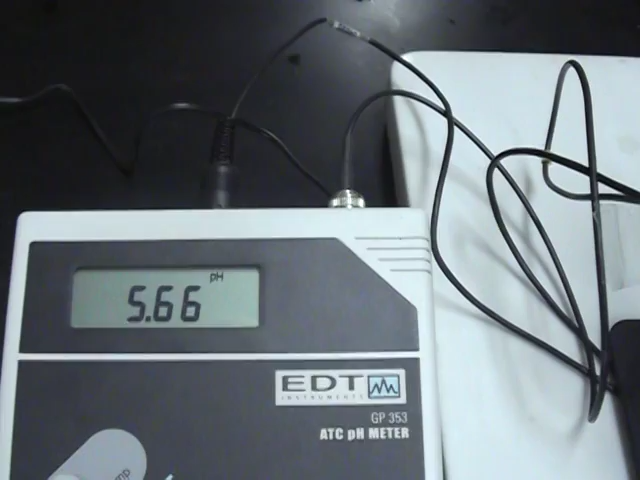 pH
5.66
EDT
INSTRUMENTS
GP 353
ATC pH METER